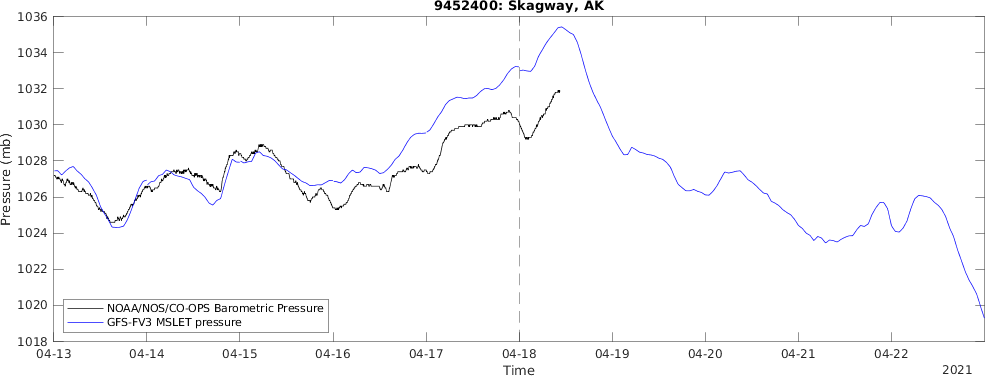 9452400: Skagway, AK
1036
1034
1032
1030
1028
1026
1024
1022
1020
1018
Pressure (mb)
NOAA/NOS/CO-OPS Barometric Pressure
GFS-FV3 MSLET pressure
04-13 04-14 04-15 04-16 04-17 04-18 04-19 04-20 04-21 04-22
Time
2021